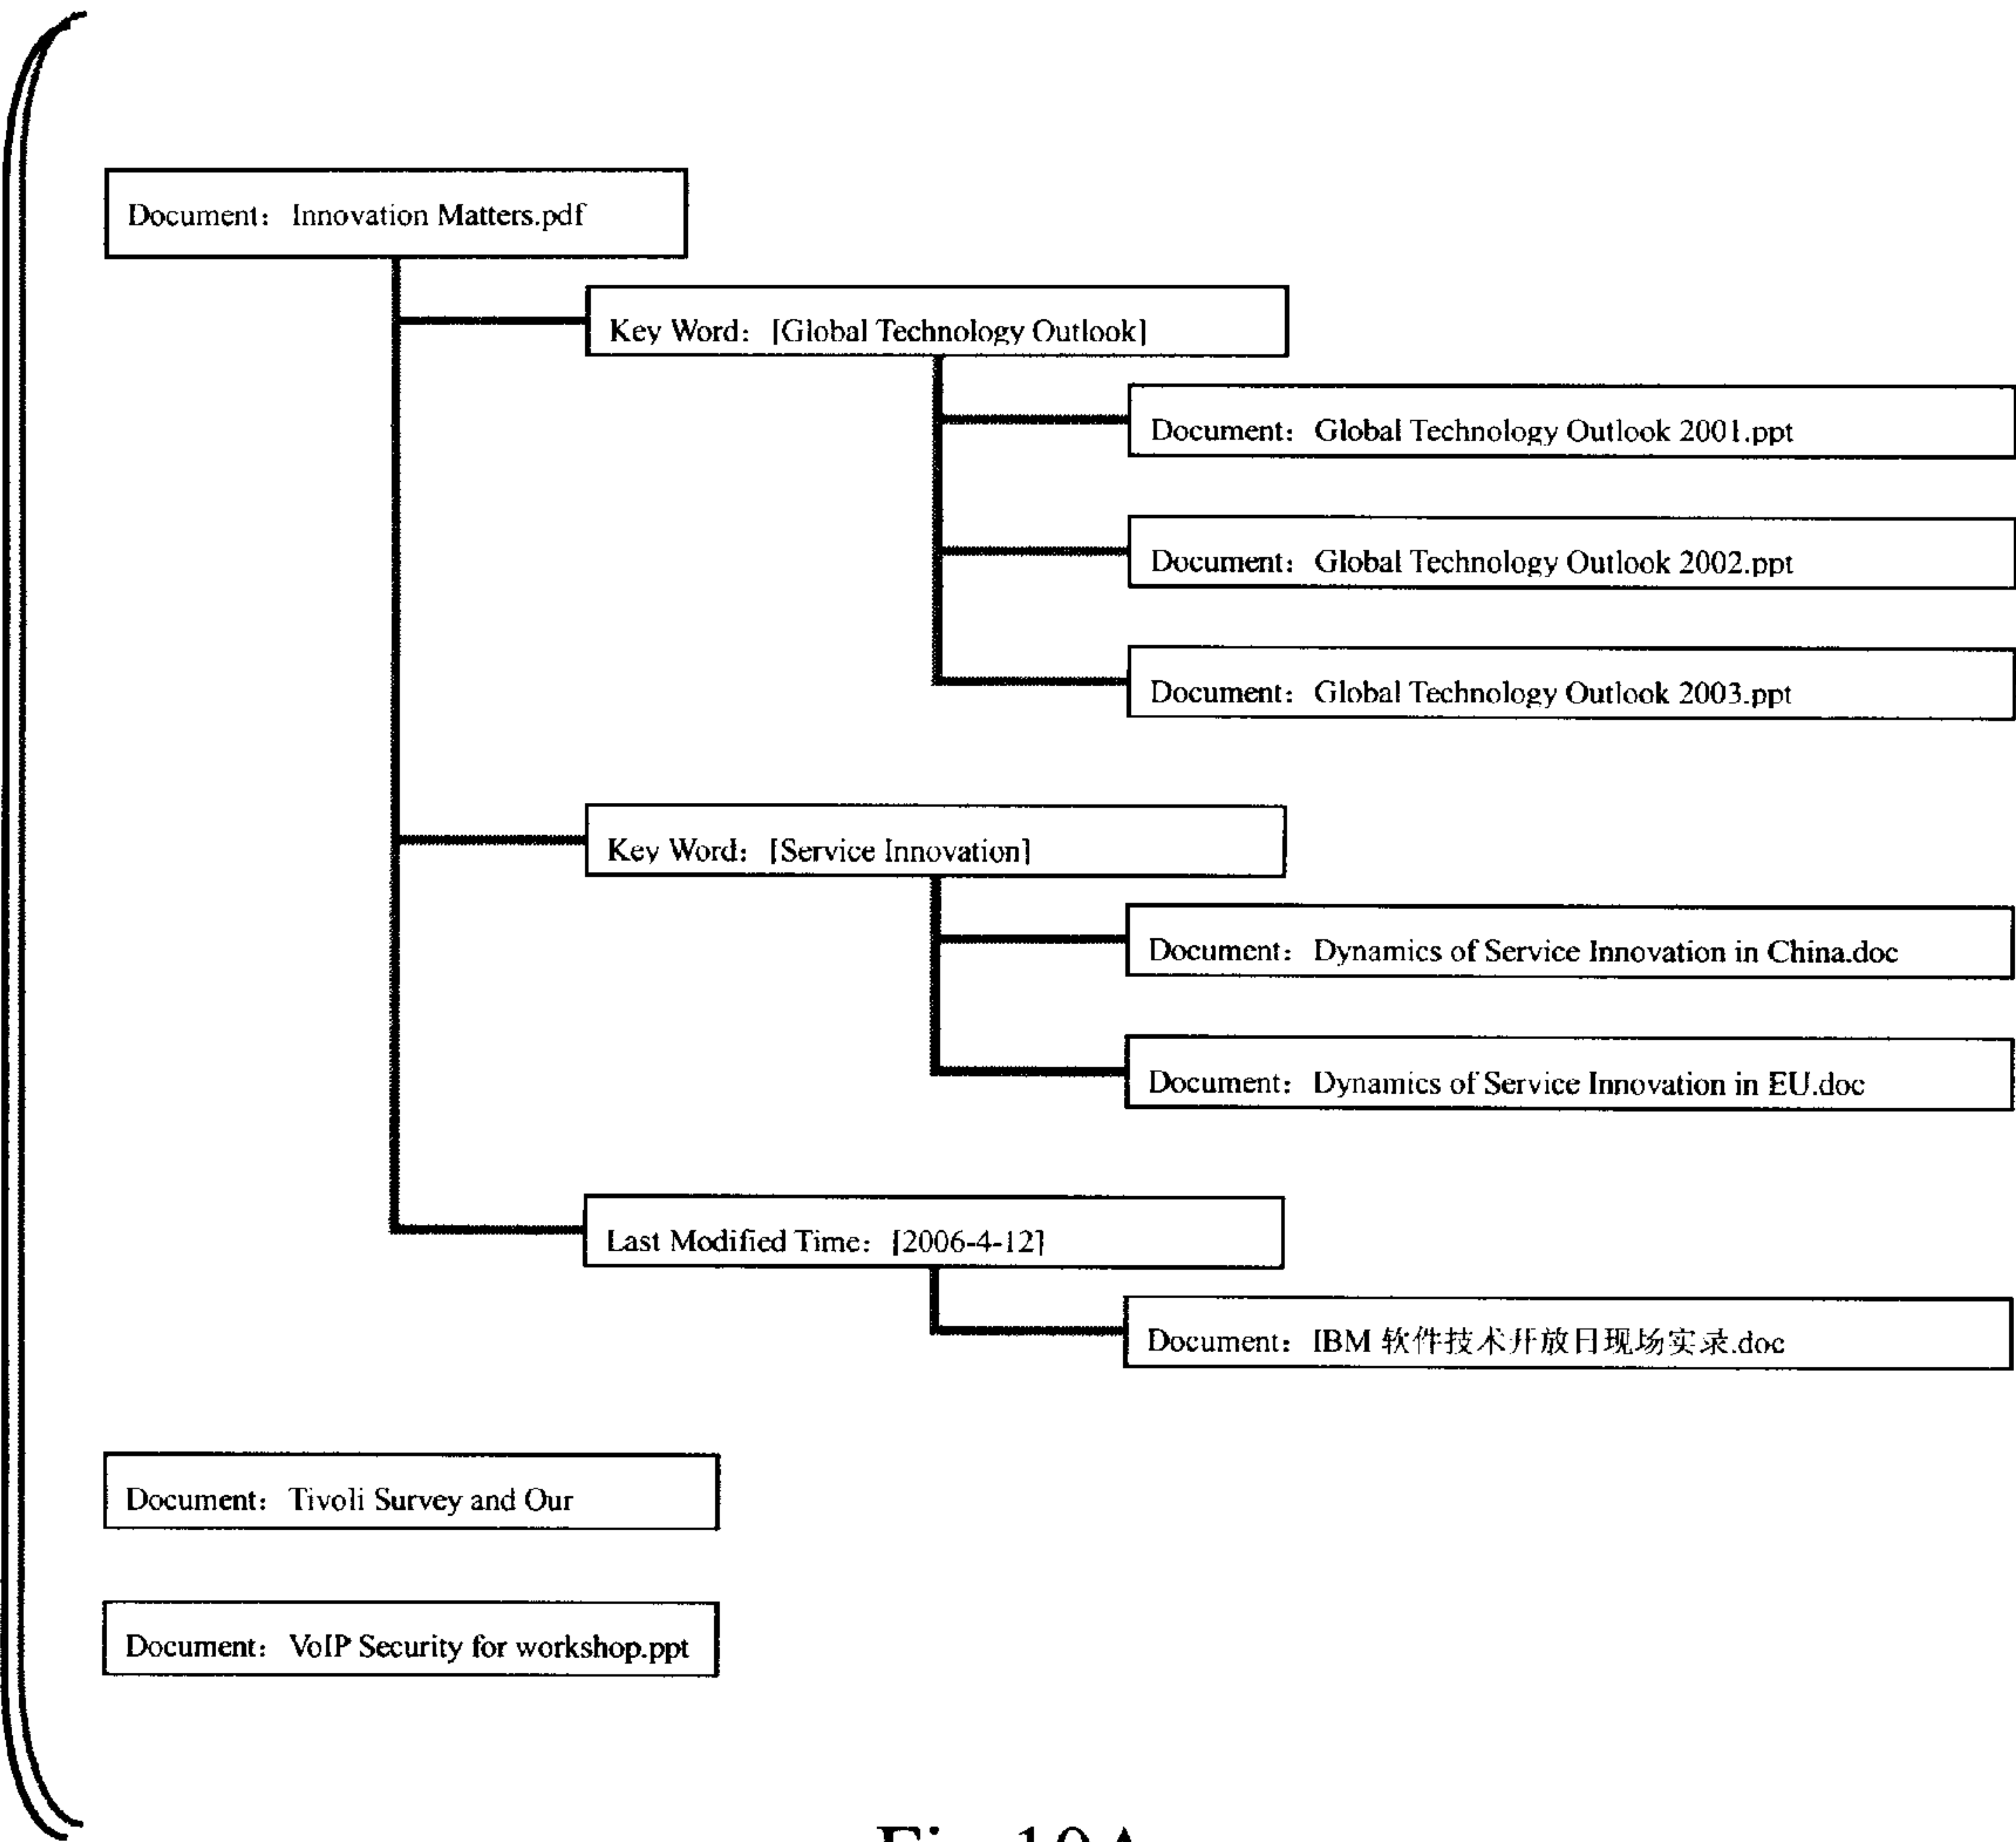 Document： Innovation Matters.pdf
Key Word： [Global Technology Outlook]
Document： Global Technology Outlook 2001.ppt
Document： Global Technology Outlook 2002.ppt
Document： Global Technology Outlook 2003.ppt
Key Word： [Service Innovation]
Document： Dynamics of Service Innovation in China.doc
Document： Dynamics of Service Innovation in EU.doc
Last Modified Time： [2006-4-12]
Document： IBM 软件技术开放日现场实录.doc
Document： Tivoli Survey and Our
Document： VoIP Security for workshop.ppt
Fig 10A